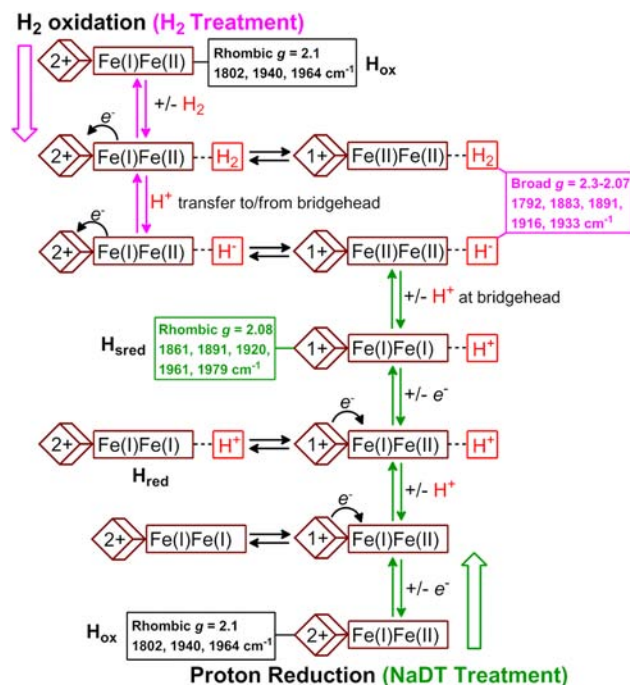 H₂ oxidation (H₂ Treatment)
2+ Fe(I)Fe(II) Rhombic g = 2.1
1802, 1940, 1964 cm⁻¹ Hox
+/- H₂
e⁻
2+ Fe(I)Fe(II) H₂ 1+ Fe(II)Fe(II) H₂
H⁺ transfer to/from bridgehead
Broad g = 2.3-2.07
1792, 1883, 1891,
1916, 1933 cm⁻¹
e⁻
2+ Fe(I)Fe(II) H⁻ 1+ Fe(II)Fe(II) H⁻
+/- H⁺ at bridgehead
Hsred Rhombic g = 2.08
1861, 1891, 1920,
1961, 1979 cm⁻¹
1+ Fe(I)Fe(I) H⁺
+/- e⁻
e⁻
2+ Fe(I)Fe(I) H⁺ 1+ Fe(I)Fe(II) H⁺
Hred
+/- H⁺
e⁻
2+ Fe(I)Fe(I) 1+ Fe(I)Fe(II)
+/- e⁻
Hox Rhombic g = 2.1
1802, 1940, 1964 cm⁻¹
2+ Fe(I)Fe(II)
Proton Reduction (NaDT Treatment)